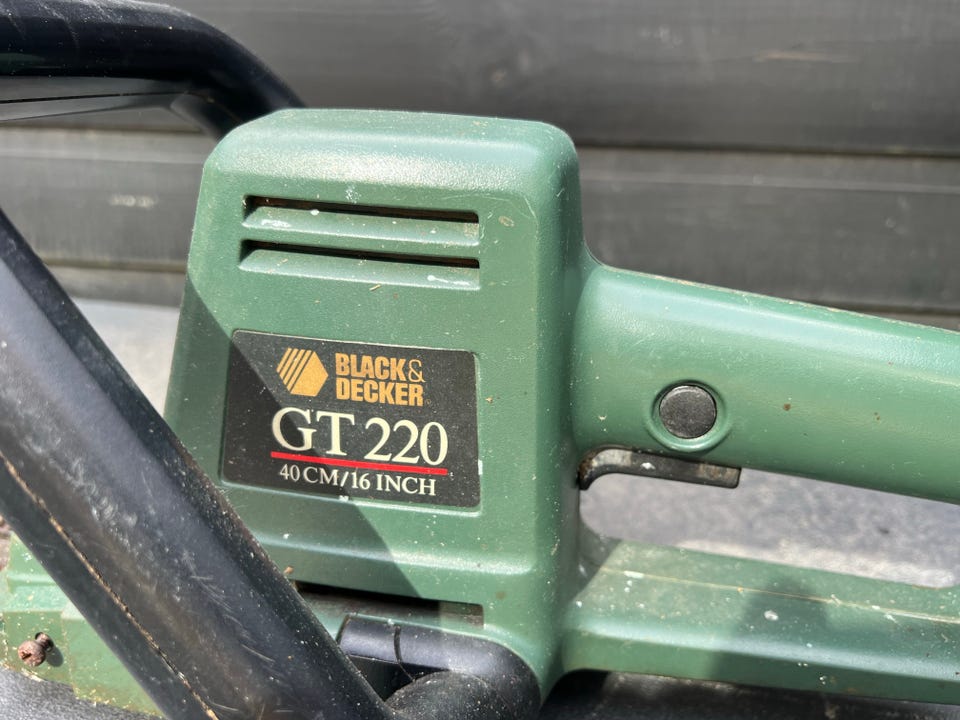 BLACK&
DECKER
GT 220
40 CM/16 INCH